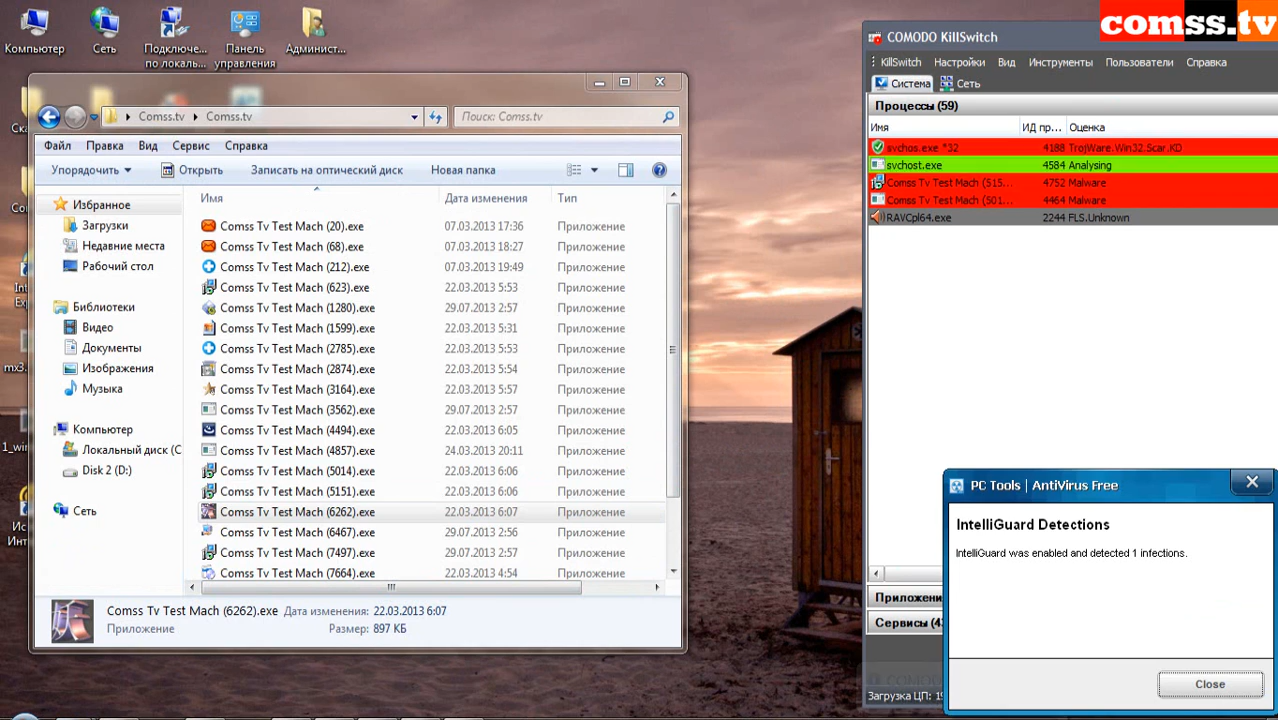 Компьютер
Сеть
Подключе...
по локаль...
Панель
управления
Админист...
comss.tv
Comss.tv
Comss.tv
Поиск: Comss.tv
Файл Правка Вид Сервис Справка
Упорядочить Открыть Записать на оптический диск Новая папка
Имя Дата изменения Тип
Избранное
Загрузки
Недавние места
Рабочий стол
Библиотеки
Видео
Документы
Изображения
Музыка
Компьютер
Локальный диск (C
Disk 2 (D:)
Сеть
Comss Tv Test Mach (20).exe 07.03.2013 17:36 Приложение
Comss Tv Test Mach (68).exe 07.03.2013 18:27 Приложение
Comss Tv Test Mach (212).exe 07.03.2013 19:49 Приложение
Comss Tv Test Mach (623).exe 22.03.2013 5:53 Приложение
Comss Tv Test Mach (1280).exe 29.07.2013 2:57 Приложение
Comss Tv Test Mach (1599).exe 22.03.2013 5:31 Приложение
Comss Tv Test Mach (2785).exe 22.03.2013 5:53 Приложение
Comss Tv Test Mach (2874).exe 22.03.2013 5:54 Приложение
Comss Tv Test Mach (3164).exe 22.03.2013 5:57 Приложение
Comss Tv Test Mach (3562).exe 29.07.2013 2:57 Приложение
Comss Tv Test Mach (4494).exe 22.03.2013 6:05 Приложение
Comss Tv Test Mach (4857).exe 24.03.2013 20:11 Приложение
Comss Tv Test Mach (5014).exe 22.03.2013 6:06 Приложение
Comss Tv Test Mach (5151).exe 22.03.2013 6:06 Приложение
Comss Tv Test Mach (6262).exe 22.03.2013 6:07 Приложение
Comss Tv Test Mach (6467).exe 29.07.2013 2:56 Приложение
Comss Tv Test Mach (7497).exe 29.07.2013 2:57 Приложение
Comss Tv Test Mach (7664).exe 22.03.2013 4:54 Приложение
Comss Tv Test Mach (6262).exe Дата изменения: 22.03.2013 6:07
Приложение Размер: 897 КБ
COMODO KillSwitch
KillSwitch Настройки Вид Инструменты Пользователи Справка
Система Сеть
Процессы (59)
Имя ИД пр... Оценка
svchos.exe *32 4188 TrojWare.Win32.Scar.KD
svchost.exe 4584 Analysing
Comss Tv Test Mach (515... 4752 Malware
Comss Tv Test Mach (501... 4464 Malware
RAVCpl64.exe 2244 FLS.Unknown
Приложени
Сервисы (43
Загрузка ЦП: 19
PC Tools | AntiVirus Free
IntelliGuard Detections
IntelliGuard was enabled and detected 1 infections.
Close